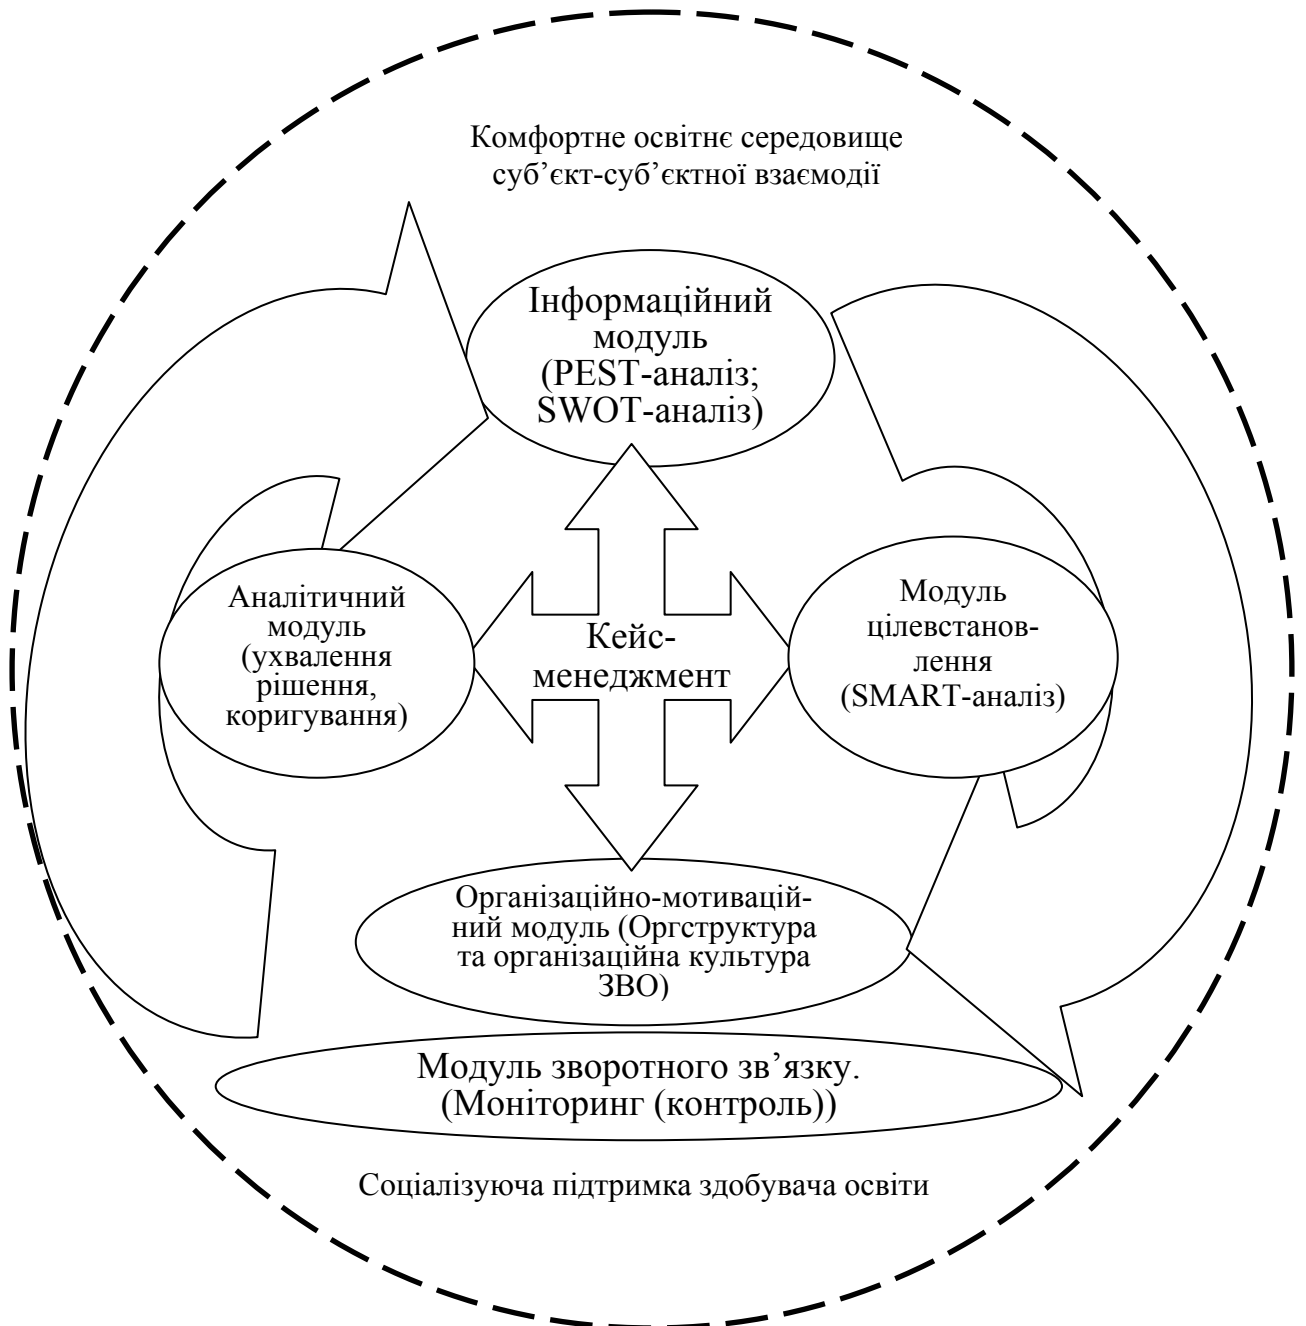 Комфортне освітнє середовище
суб’єкт-суб’єктної взаємодії
Інформаційний
модуль
(PEST-аналіз;
SWOT-аналіз)
Аналітичний
модуль
(ухвалення
рішення,
коригування)
Кейс-
менеджмент
Модуль
цілевстанов-
лення
(SMART-аналіз)
Організаційно-мотивацій-
ний модуль (Оргструктура
та організаційна культура
ЗВО)
Модуль зворотного зв’язку.
(Моніторинг (контроль))
Соціалізуюча підтримка здобувача освіти